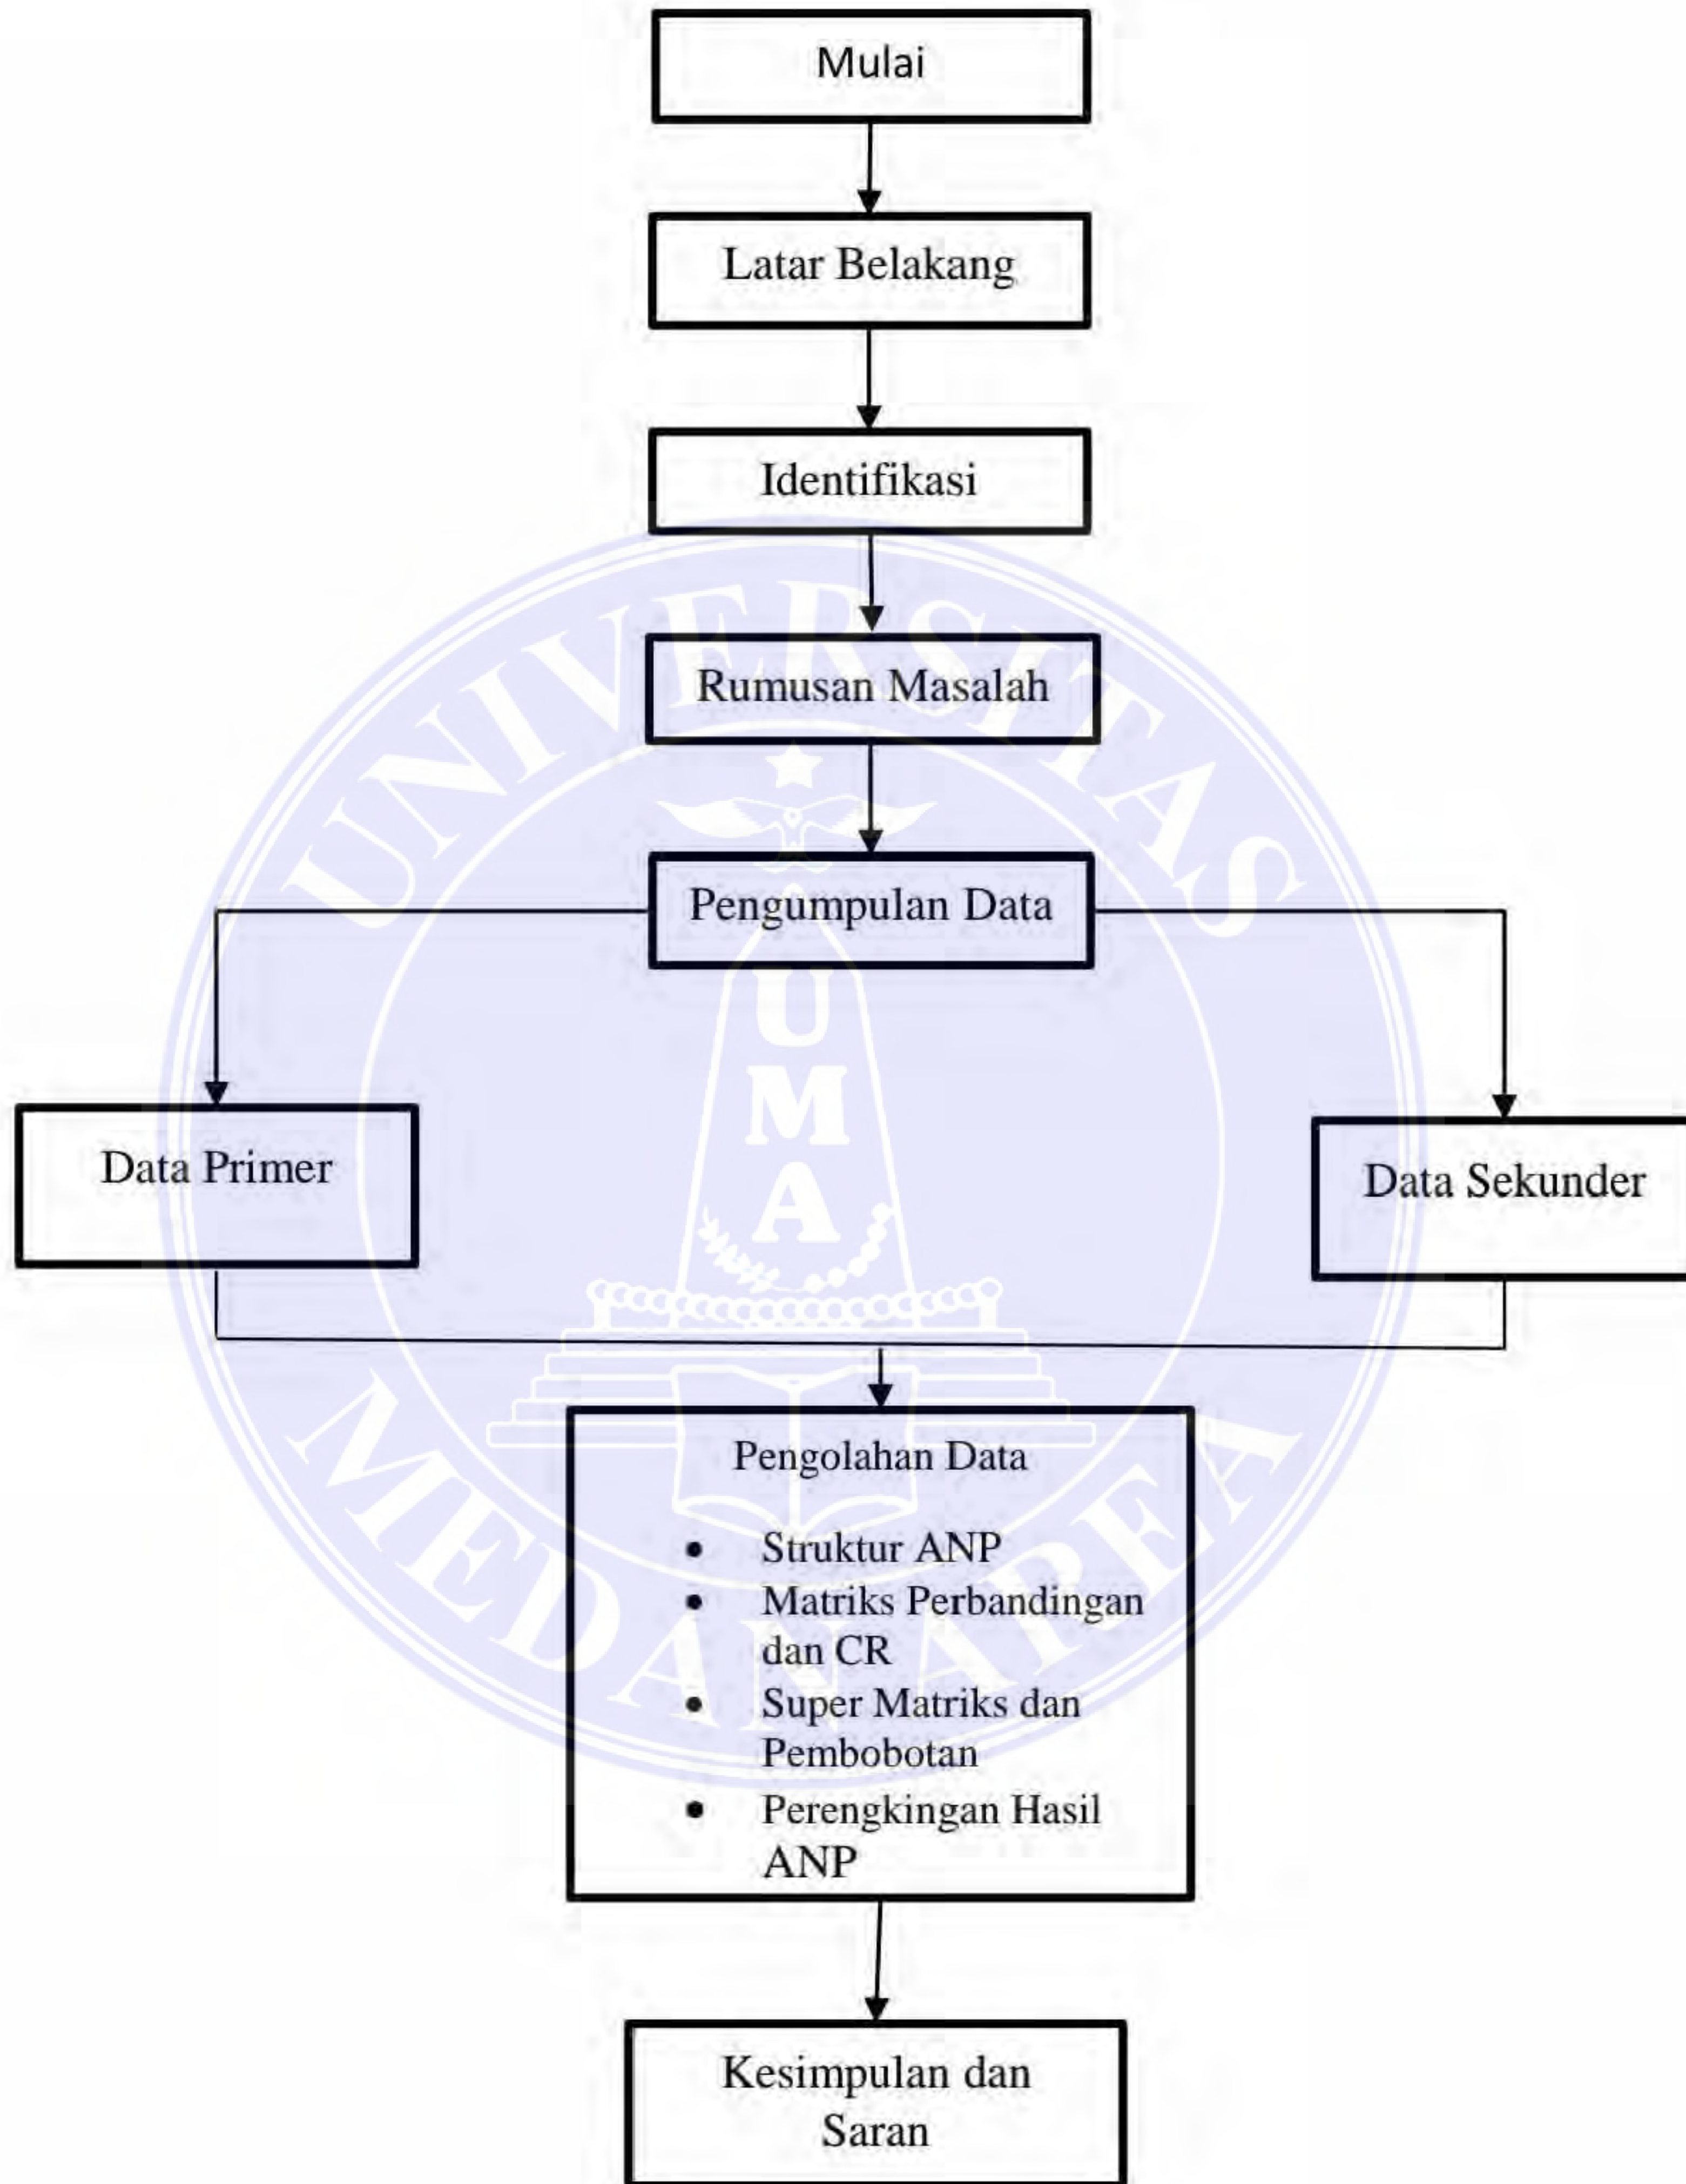 Mulai
Latar Belakang
Identifikasi
Rumusan Masalah
Pengumpulan Data
Data Primer
Data Sekunder
Pengolahan Data
• Struktur ANP
• Matriks Perbandingan
dan CR
• Super Matriks dan
Pembobotan
• Perengkingan Hasil
ANP
Kesimpulan dan
Saran
UNIVERSITAS
UMA
MEDAN AREA